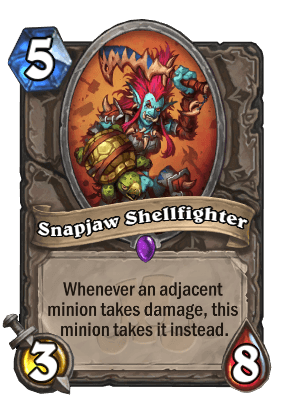 5
Snapjaw Shellfighter
Whenever an adjacent
minion takes damage, this
minion takes it instead.
3
8